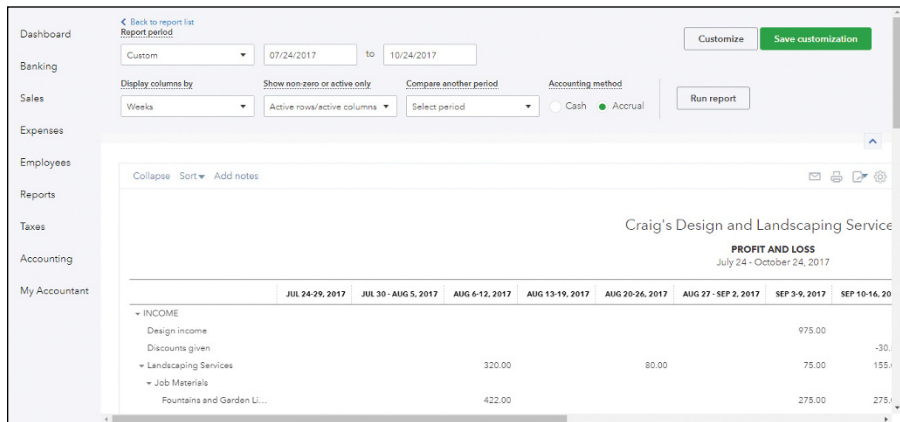 Dashboard
Banking
Sales
Expenses
Employees
Reports
Taxes
Accounting
My Accountant
Back to report list
Report period
Custom 07/24/2017 to 10/24/2017
Customize Save customization
Display columns by Show non-zero or active only Compare another period Accounting method
Weeks Active rows/active columns Select period Cash Accrual Run report
Collapse Sort Add notes
Craig's Design and Landscaping Service
PROFIT AND LOSS
July 24 - October 24, 2017
JUL 24-29, 2017 JUL 30 - AUG 5, 2017 AUG 6-12, 2017 AUG 13-19, 2017 AUG 20-26, 2017 AUG 27 - SEP 2, 2017 SEP 3-9, 2017 SEP 10-16, 20
INCOME
Design income 975.00
Discounts given -30.
Landscaping Services 320.00 80.00 75.00 155.
Job Materials
Fountains and Garden Li... 422.00 275.00 275.